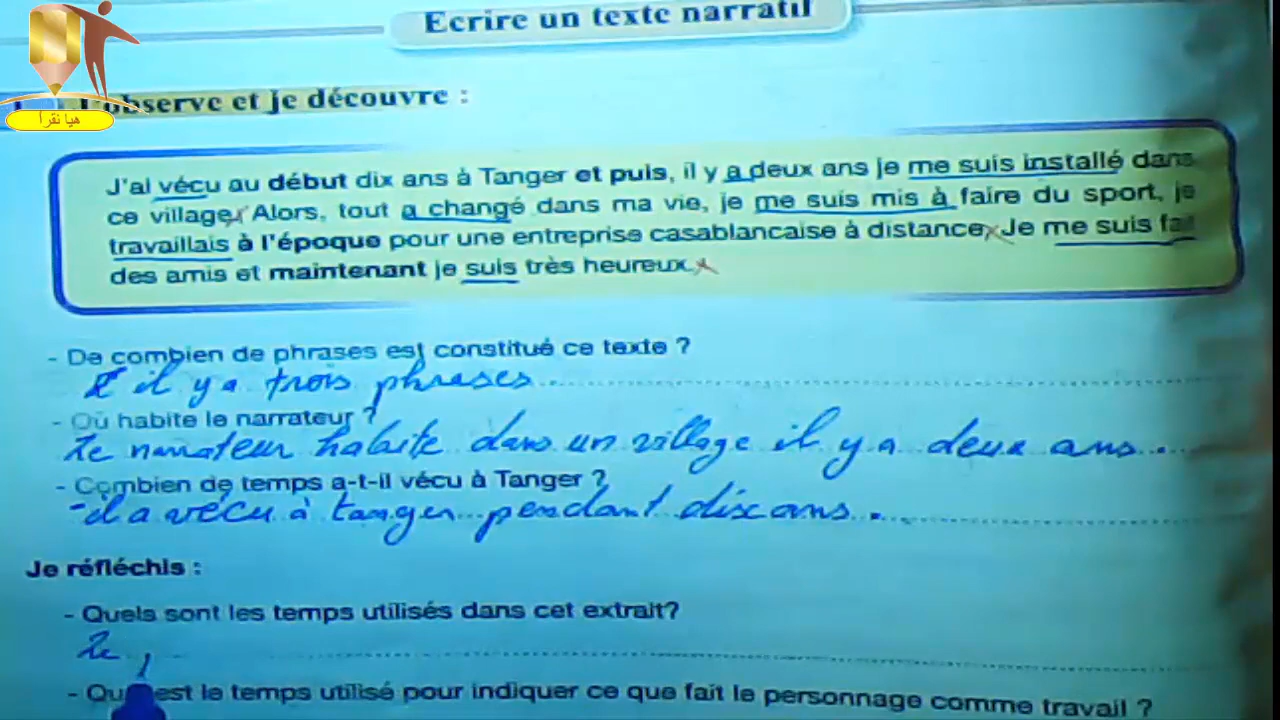 Ecrire un texte narratif
هيا نقرأ
J'observe et je découvre :
J'ai vécu au début dix ans à Tanger et puis, il y a deux ans je me suis installé dans
ce village. Alors, tout a changé dans ma vie, je me suis mis à faire du sport, je
travaillais à l'époque pour une entreprise casablancaise à distance. Je me suis fait
des amis et maintenant je suis très heureux.
- De combien de phrases est constitué ce texte ?
il y a trois phrases
- Où habite le narrateur ?
Le narrateur habite dans un village il y a deux ans...
- Combien de temps a-t-il vécu à Tanger ?
il a vécu à tanger pendant dix ans.
Je réfléchis :
- Quels sont les temps utilisés dans cet extrait?
Le
- Quel est le temps utilisé pour indiquer ce que fait le personnage comme travail ?